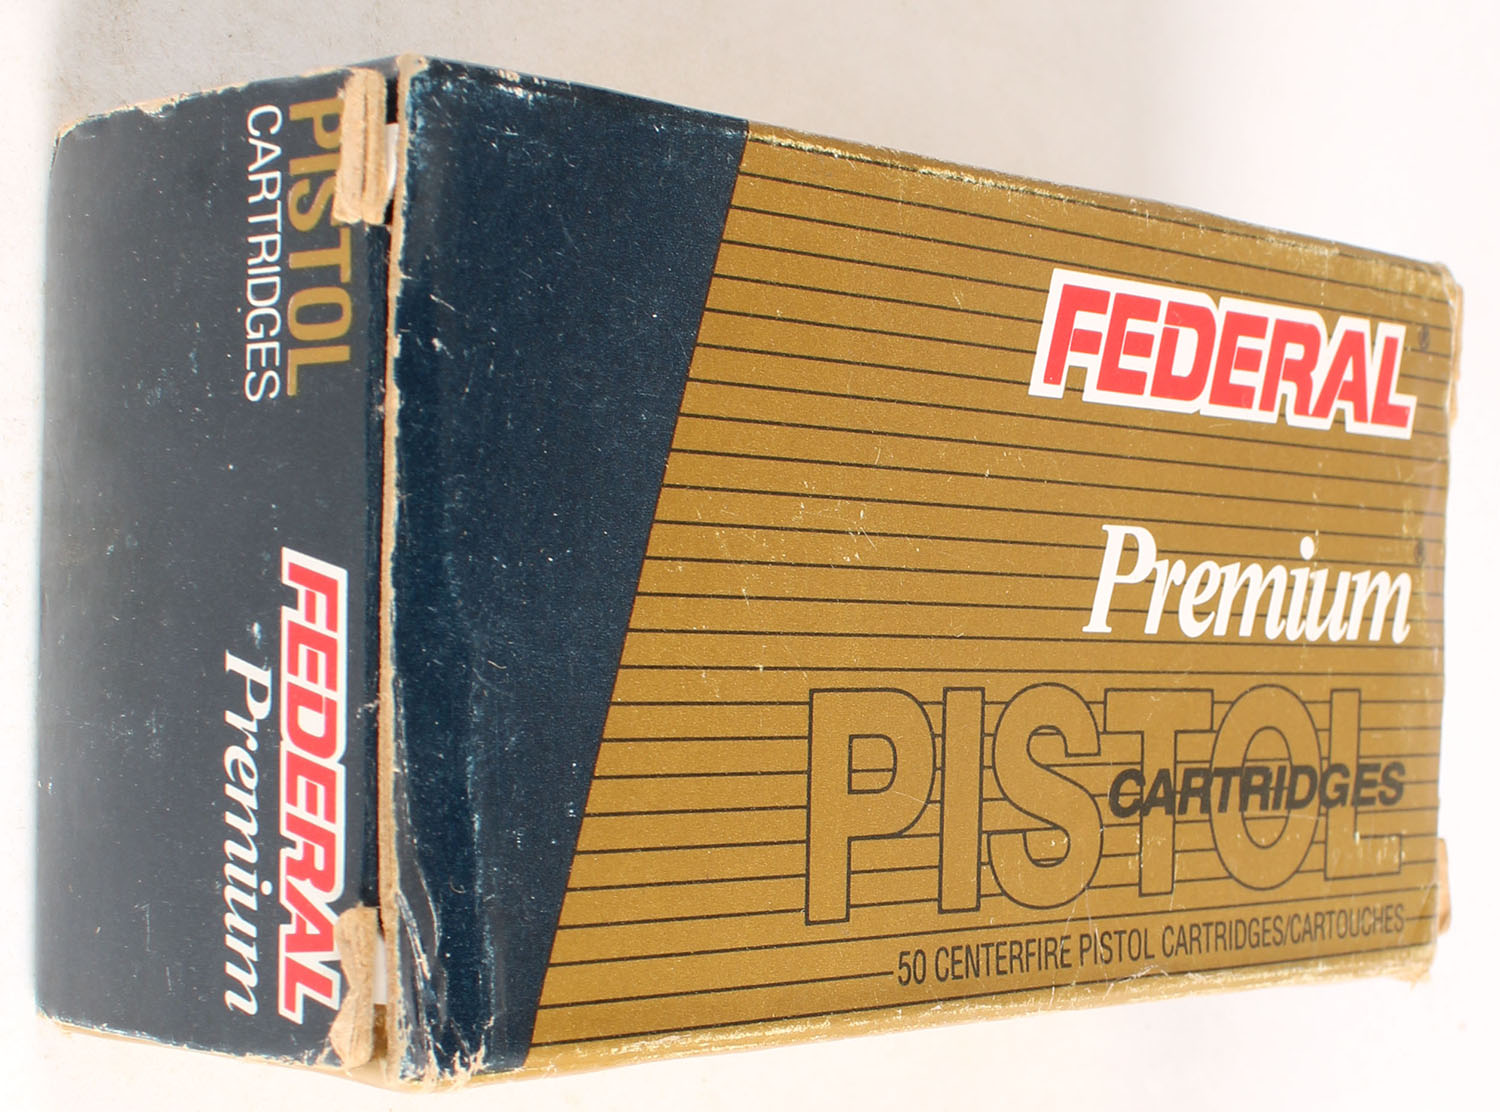 FEDERAL®
Premium
PISTOL
CARTRIDGES
50 CENTERFIRE PISTOL CARTRIDGES/CARTOUCHES
PISTOL
CARTRIDGES
FEDERAL
Premium